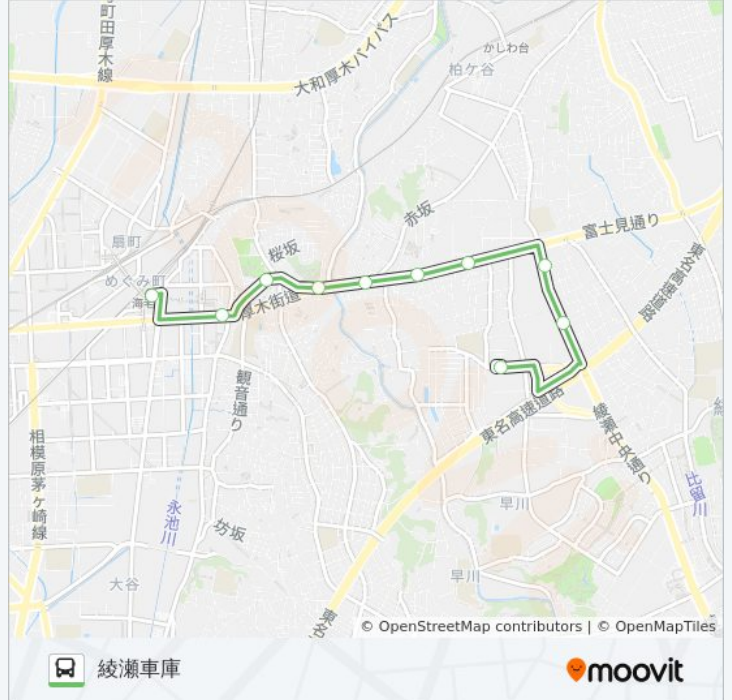 町田厚木線
かしわ台
大和厚木バイパス
柏ケ谷
赤坂
富士見通り
扇町
桜坂
東名高速道路
めぐみ町
海老
厚木街道
観音通り
東名高速道路
綾瀬中央通り
相模原茅ヶ崎線
比留川
永池川
早川
坊坂
大谷
早川
東名
© OpenStreetMap contributors | © OpenMapTiles
綾瀬車庫
moovit